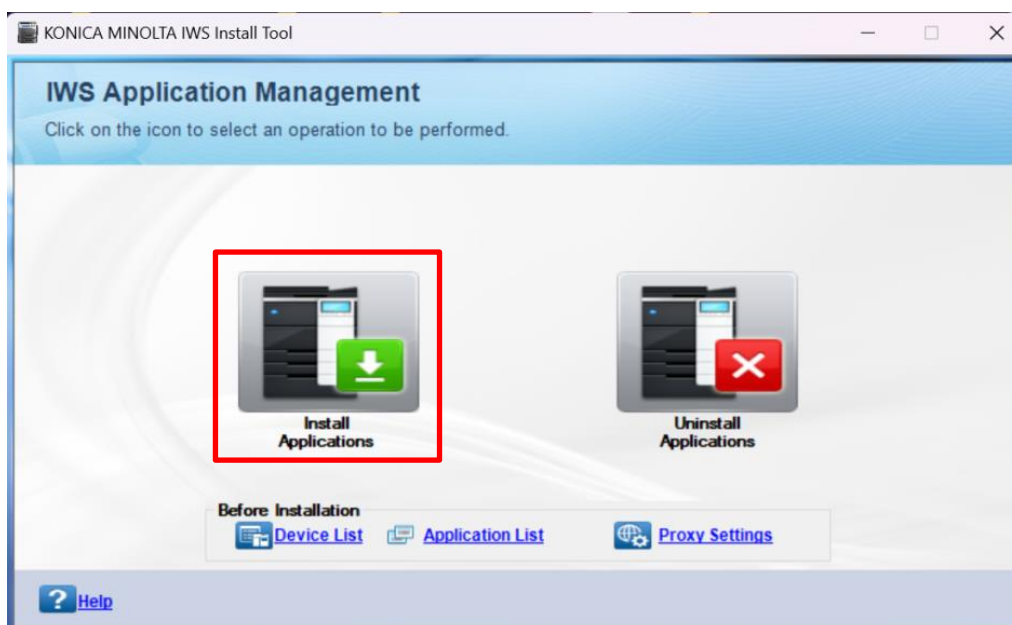 KONICA MINOLTA IWS Install Tool
IWS Application Management
Click on the icon to select an operation to be performed.
Install
Applications
Uninstall
Applications
Before Installation
Device List
Application List
Proxy Settings
? Help